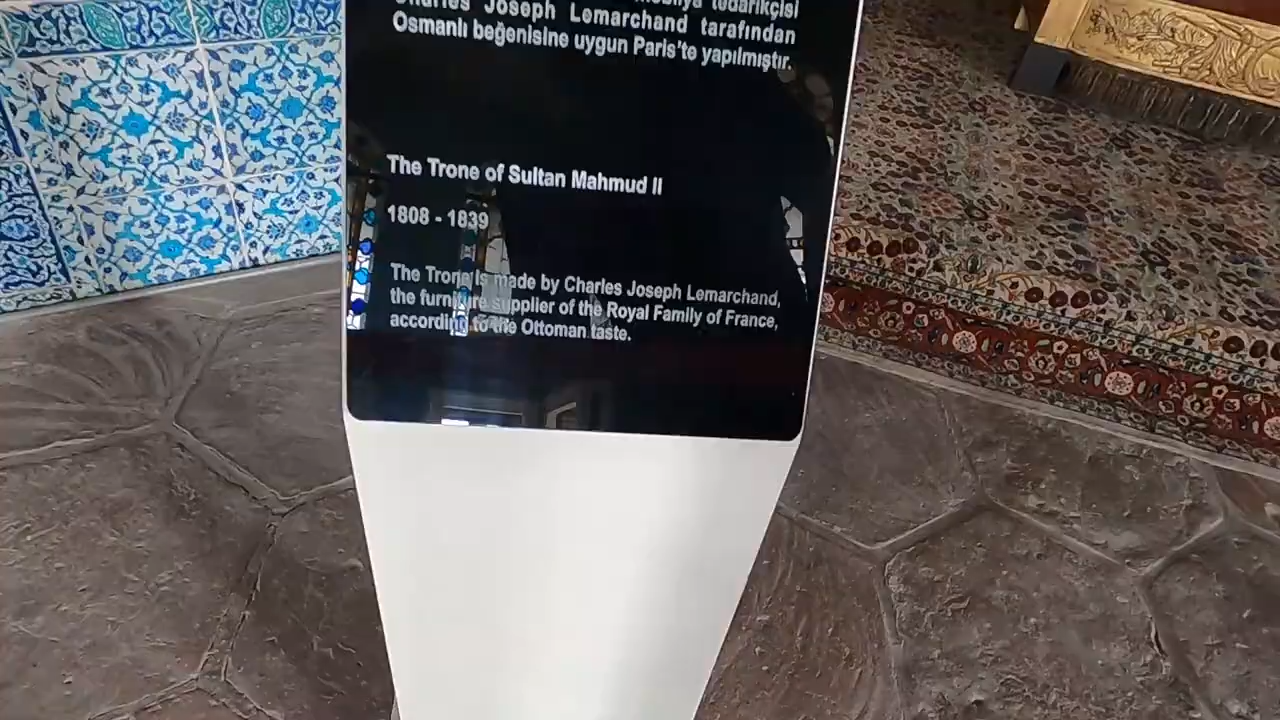 mobilya tedarikçisi
Charles Joseph Lemarchand tarafından
Osmanlı beğenisine uygun Paris'te yapılmıştır.
The Trone of Sultan Mahmud II
1808 - 1839
The Trone is made by Charles Joseph Lemarchand,
the furniture supplier of the Royal Family of France,
according to the Ottoman taste.